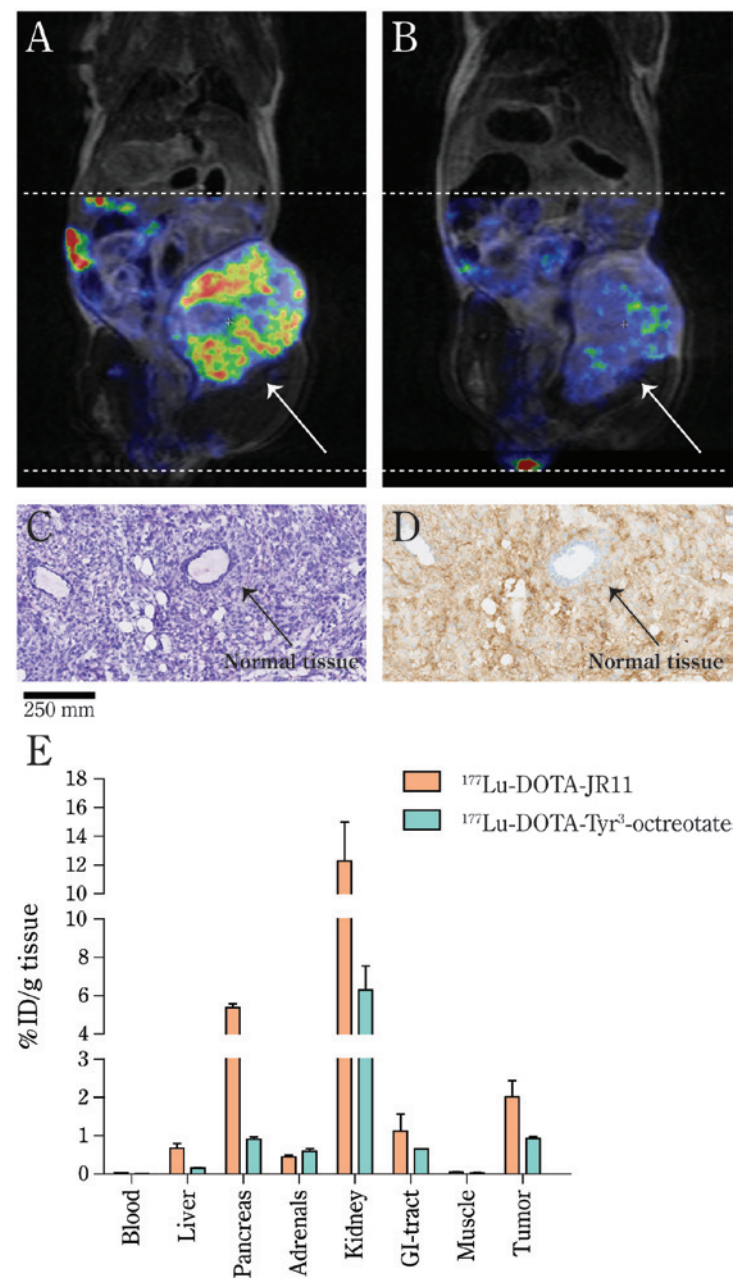 A
B
C
Normal tissue
D
Normal tissue
250 mm
E
¹⁷⁷Lu-DOTA-JR11
¹⁷⁷Lu-DOTA-Tyr³-octreotate
%ID/g tissue
18
16
14
12
10
10
8
6
4
3
2
1
0
Blood
Liver
Pancreas
Adrenals
Kidney
GI-tract
Muscle
Tumor